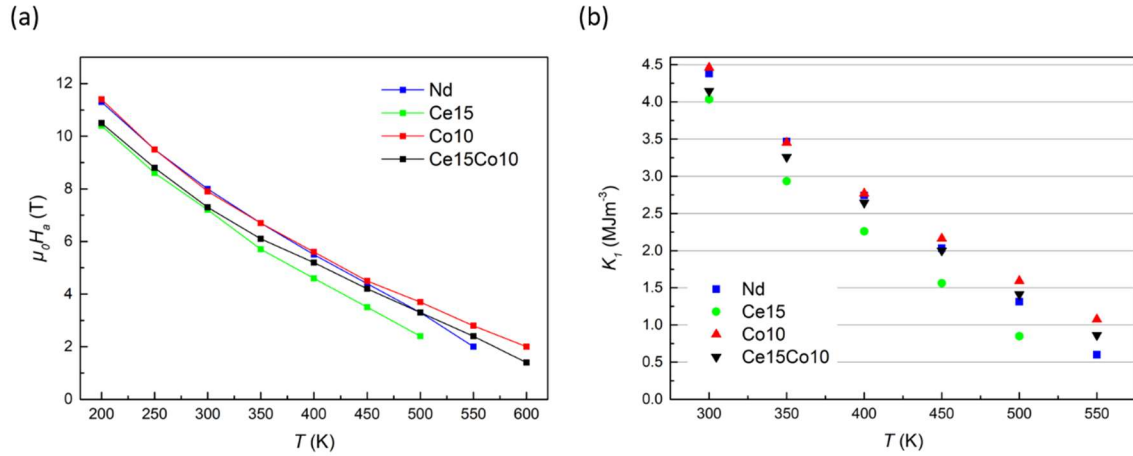 (a)
(b)
12
10
8
6
4
2
0
μ₀Hₐ (T)
Nd
Ce15
Co10
Ce15Co10
200 250 300 350 400 450 500 550 600
T (K)
4.5
4.0
3.5
3.0
2.5
2.0
1.5
1.0
0.5
0.0
K₁ (MJm⁻³)
Nd
Ce15
Co10
Ce15Co10
300 350 400 450 500 550
T (K)